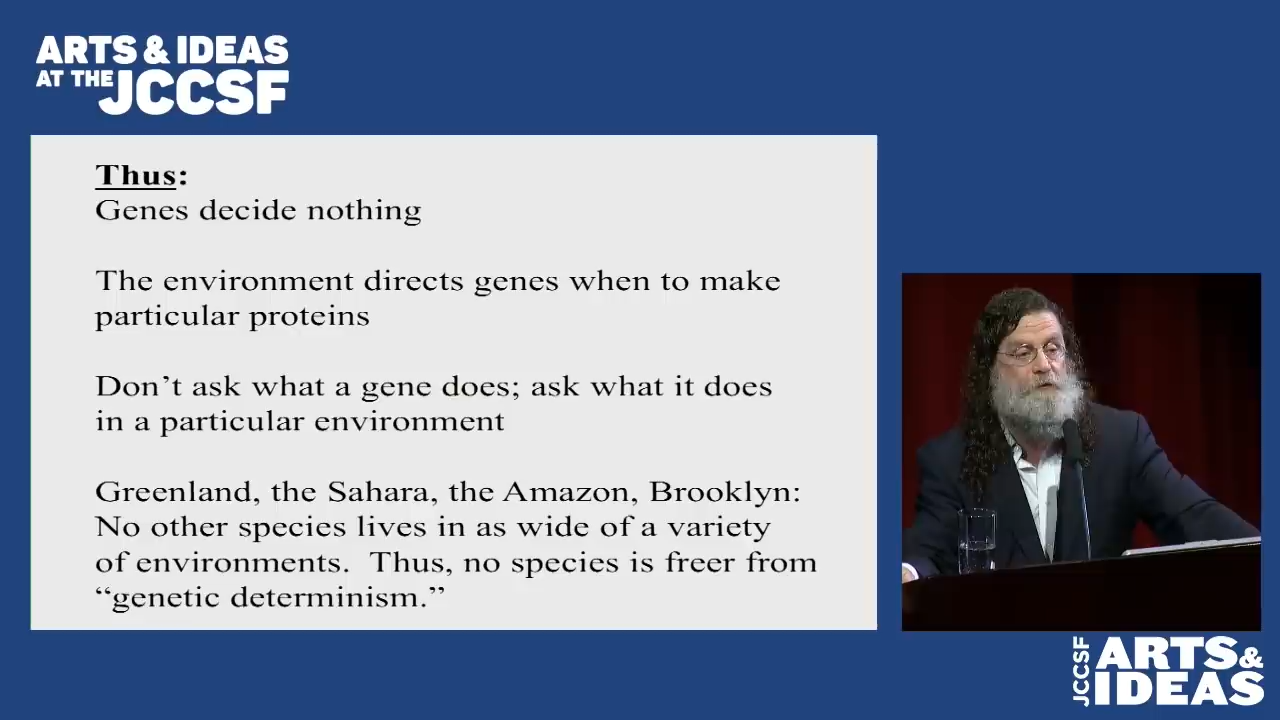 ARTS & IDEAS
AT THE JCCSF
Thus:
Genes decide nothing
The environment directs genes when to make
particular proteins
Don’t ask what a gene does; ask what it does
in a particular environment
Greenland, the Sahara, the Amazon, Brooklyn:
No other species lives in as wide of a variety
of environments.  Thus, no species is freer from
“genetic determinism.”
JCCSF
ARTS&
IDEAS